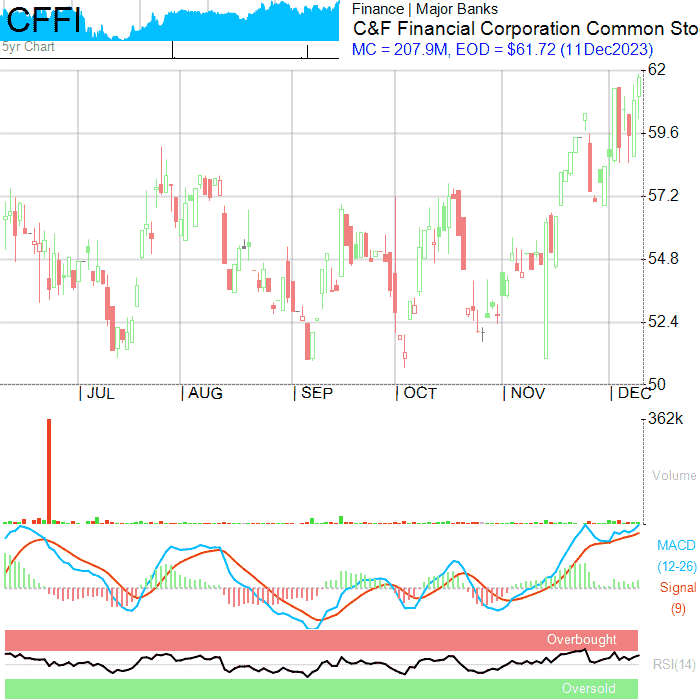 CFFI
5yr Chart
Finance | Major Banks
C&F Financial Corporation Common Sto
MC = 207.9M, EOD = $61.72 (11Dec2023)
62
59.6
57.2
54.8
52.4
50
JUL AUG SEP OCT NOV DEC
362k
Volume
MACD
(12-26)
Signal
(9)
Overbought
RSI(14)
Oversold